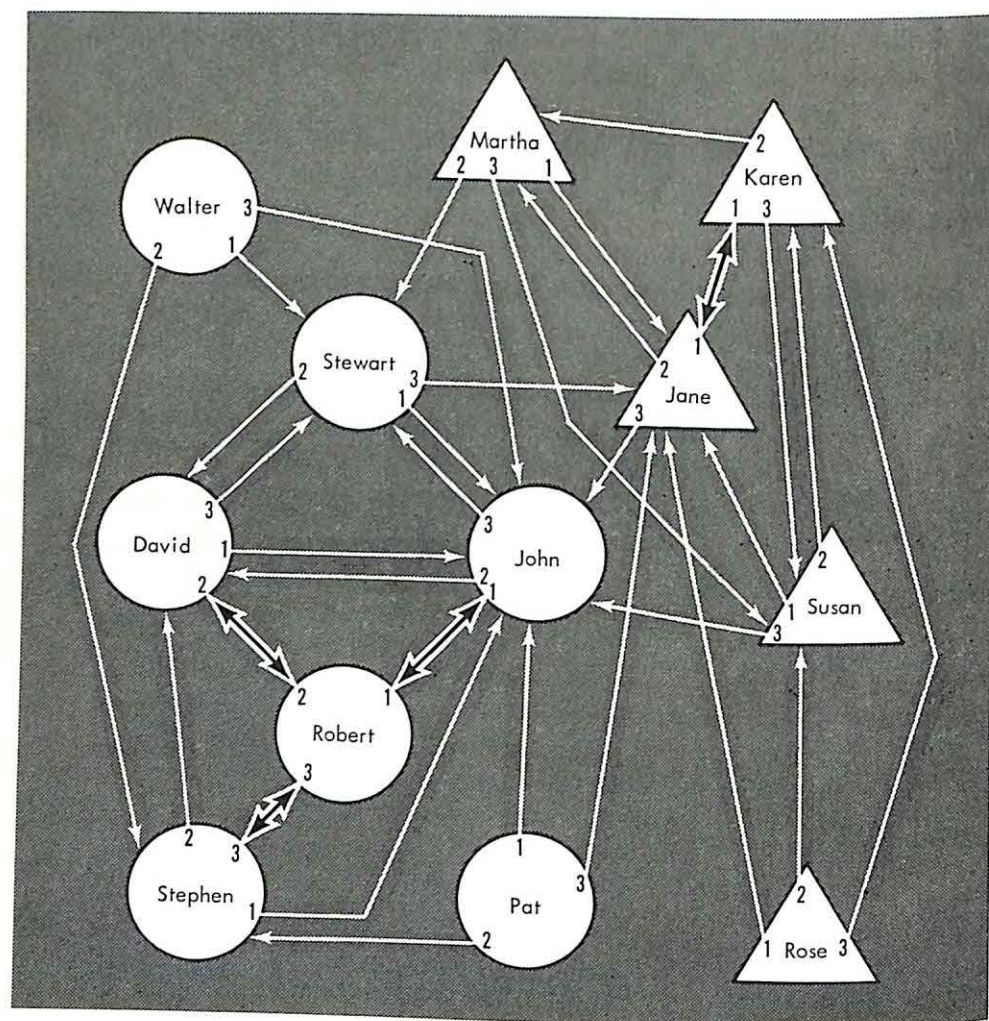 Martha
2 3 1
2
Karen
1 3
Walter 3
2 1
Stewart
2 3
1
1
2
Jane
3
3
David 1
2
3
John
2 1
2
1 Susan
3
2 1
Robert
3
2 3
Stephen 1
1
3
Pat
2
2
1 Rose 3